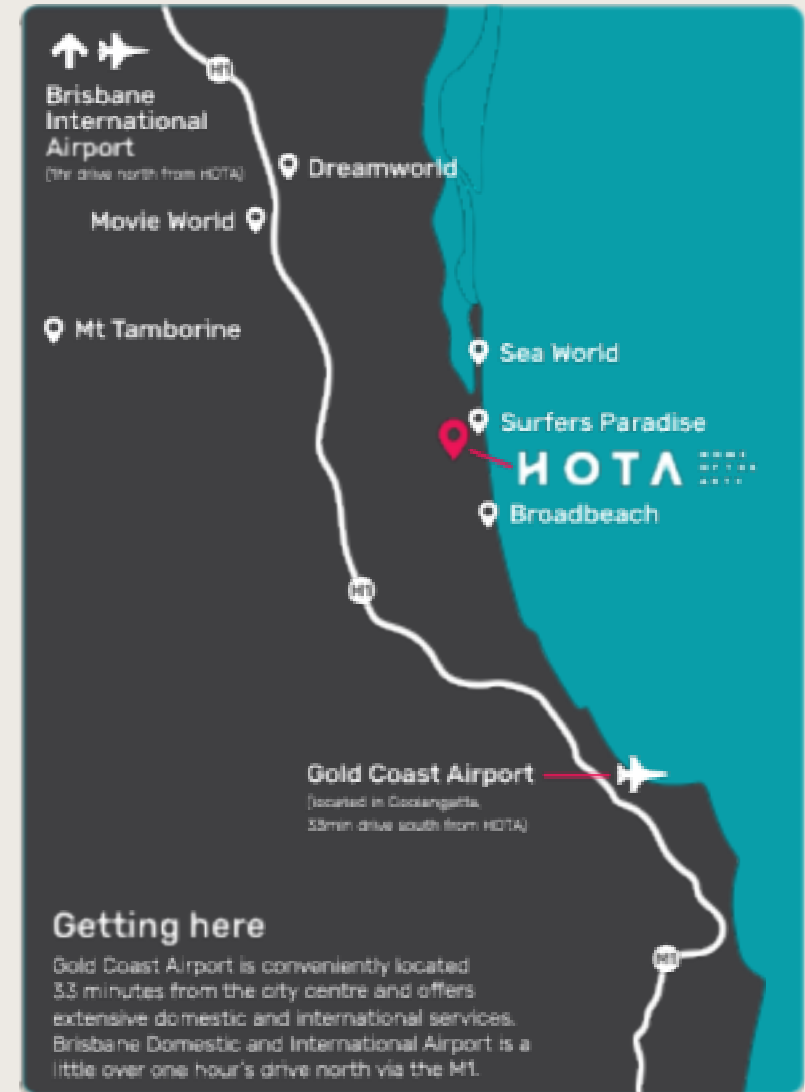 Brisbane
International
Airport
(1hr drive north from HOTA)
Dreamworld
Movie World
Mt Tamborine
Sea World
Surfers Paradise
HOTA
Broadbeach
Gold Coast Airport
(located in Coolangatta,
33min drive south from HOTA)
Getting here
Gold Coast Airport is conveniently located
33 minutes from the city centre and offers
extensive domestic and international services.
Brisbane Domestic and International Airport is a
little over one hour's drive north via the M1.